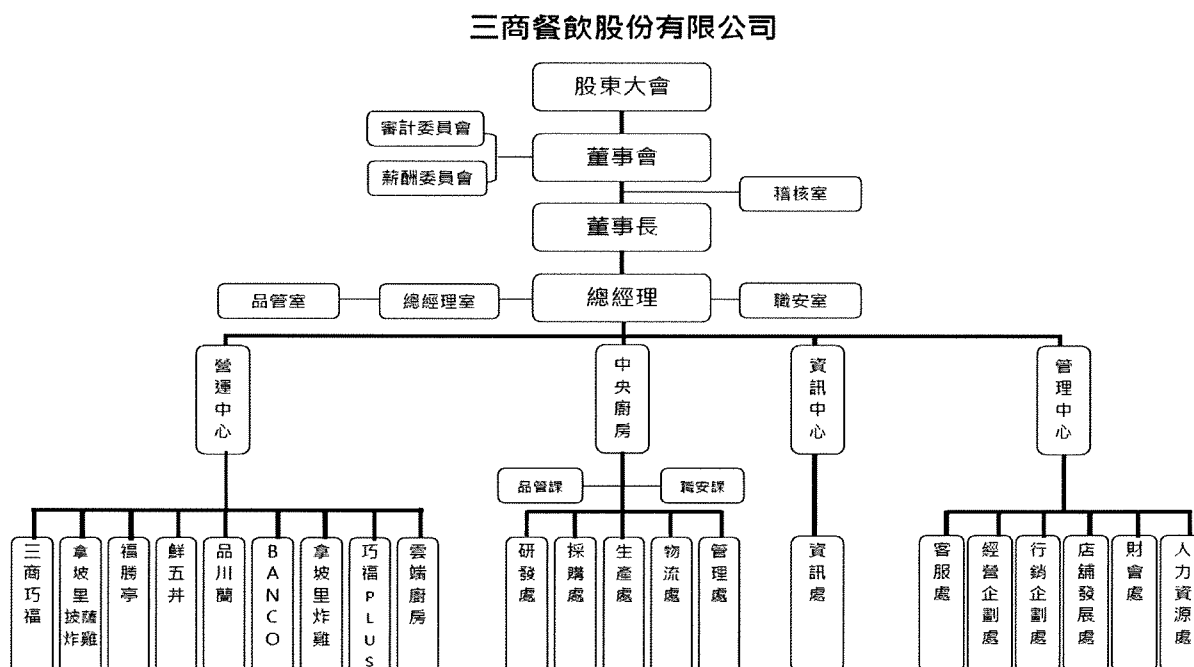 三商餐飲股份有限公司
股東大會
審計委員會
董事會
薪酬委員會
稽核室
董事長
品管室
總經理室
總經理
職安室
營運中心
中央廚房
資訊中心
管理中心
品管課
職安課
三商巧福
拿坡里披薩炸雞
福勝亭
鮮五丼
品川蘭
BANCO
拿坡里炸雞
巧福PLUS
雲端廚房
研發處
採購處
生產處
物流處
管理處
資訊處
客服處
經營企劃處
行銷企劃處
店舖發展處
財會處
人力資源處